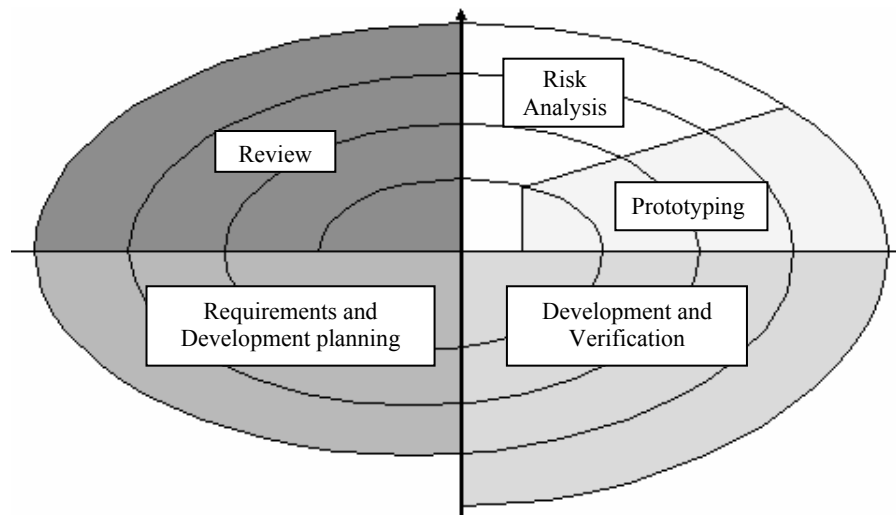 Risk
Analysis
Review
Prototyping
Requirements and
Development planning
Development and
Verification